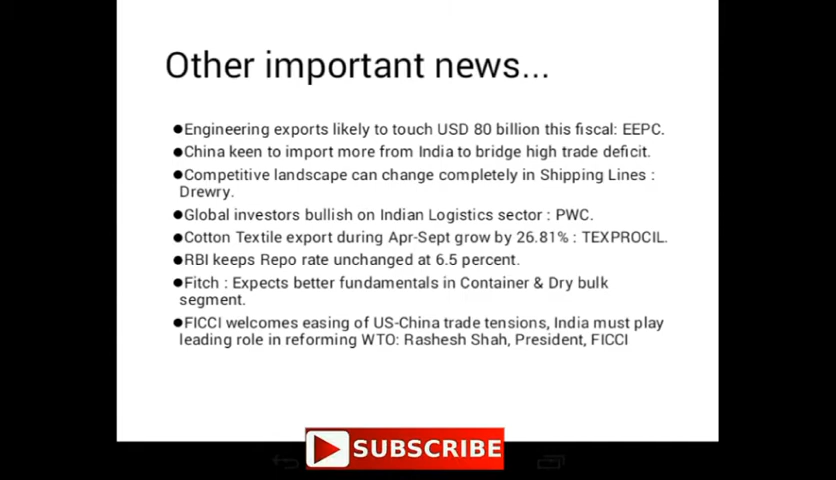 Other important news...
●Engineering exports likely to touch USD 80 billion this fiscal: EEPC.
●China keen to import more from India to bridge high trade deficit.
●Competitive landscape can change completely in Shipping Lines :
Drewry.
●Global investors bullish on Indian Logistics sector : PWC.
●Cotton Textile export during Apr-Sept grow by 26.81% : TEXPROCIL.
●RBI keeps Repo rate unchanged at 6.5 percent.
●Fitch : Expects better fundamentals in Container & Dry bulk
segment.
●FICCI welcomes easing of US-China trade tensions, India must play
leading role in reforming WTO: Rashesh Shah, President, FICCI
SUBSCRIBE